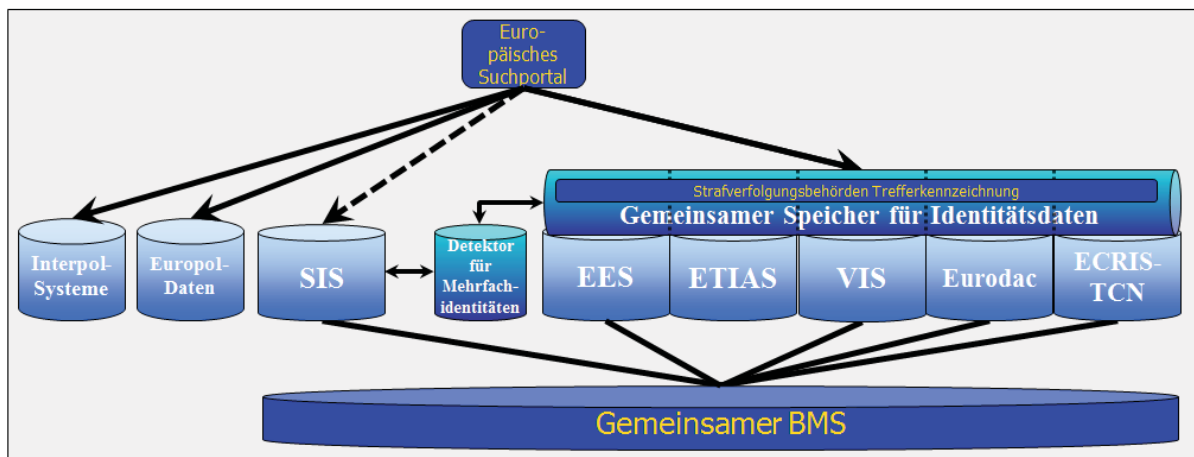 Euro-
päisches
Suchportal
Strafverfolgungsbehörden Trefferkennzeichnung
Gemeinsamer Speicher für Identitätsdaten
Interpol-
Systeme
Europol-
Daten
SIS
Detektor
für
Mehrfach-
identitäten
EES
ETIAS
VIS
Eurodac
ECRIS-
TCN
Gemeinsamer BMS